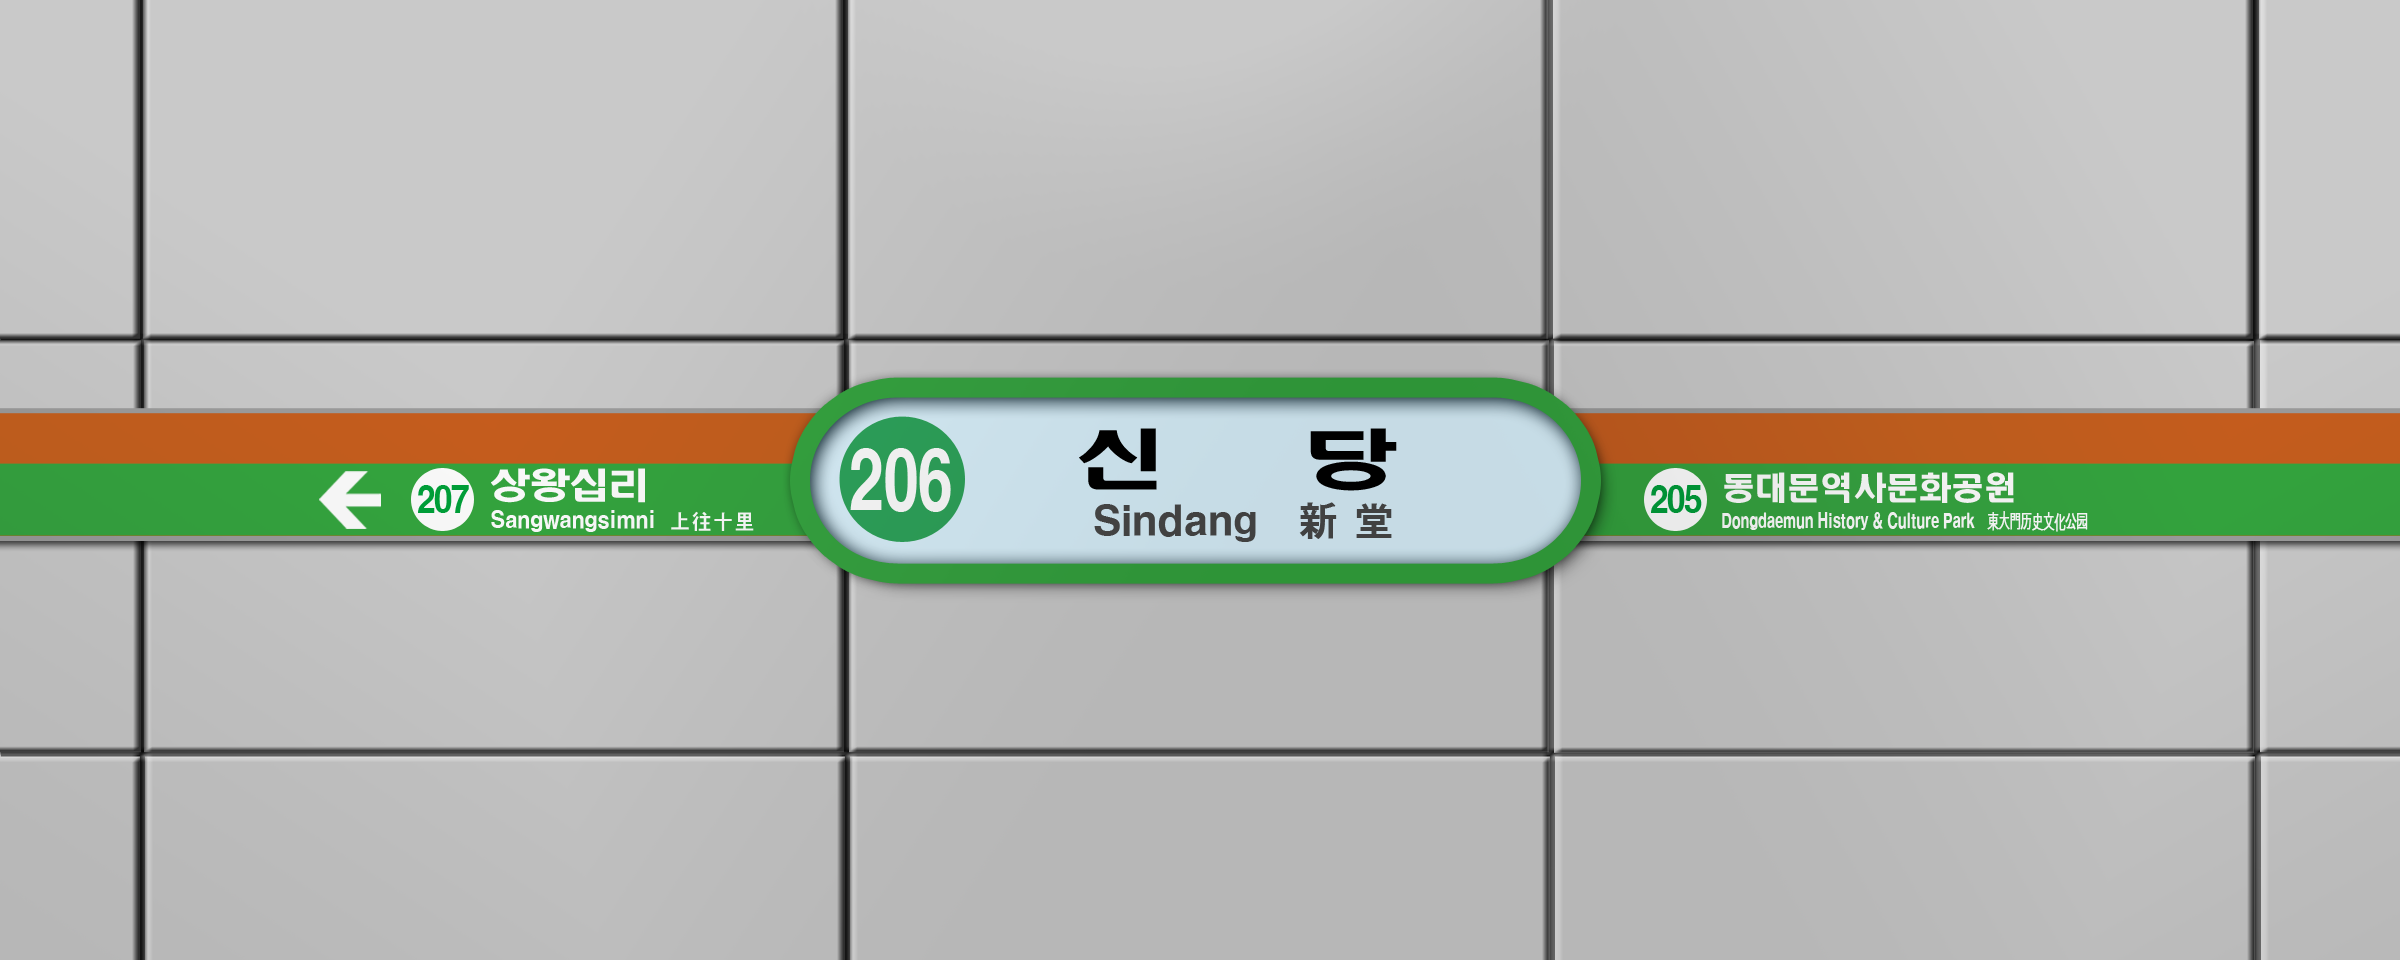 207 상왕십리
Sangwangsimni 上往十里
206 신 당
Sindang 新 堂
205 동대문역사문화공원
Dongdaemun History & Culture Park 東大門历史文化公园